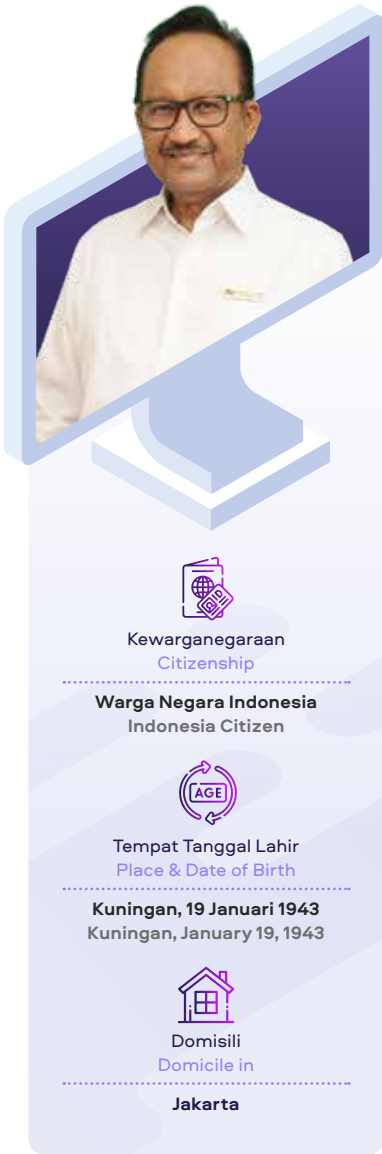 Kewarganegaraan
Citizenship
Warga Negara Indonesia
Indonesia Citizen
AGE
Tempat Tanggal Lahir
Place & Date of Birth
Kuningan, 19 Januari 1943
Kuningan, January 19, 1943
Domisili
Domicile in
Jakarta